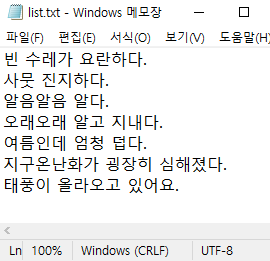 list.txt - Windows 메모장
파일(F) 편집(E) 서식(O) 보기(V) 도움말(H)
빈 수레가 요란하다.
사뭇 진지하다.
알음알음 알다.
오래오래 알고 지내다.
여름인데 엄청 덥다.
지구온난화가 굉장히 심해졌다.
태풍이 올라오고 있어요.
Ln 100% Windows (CRLF) UTF-8